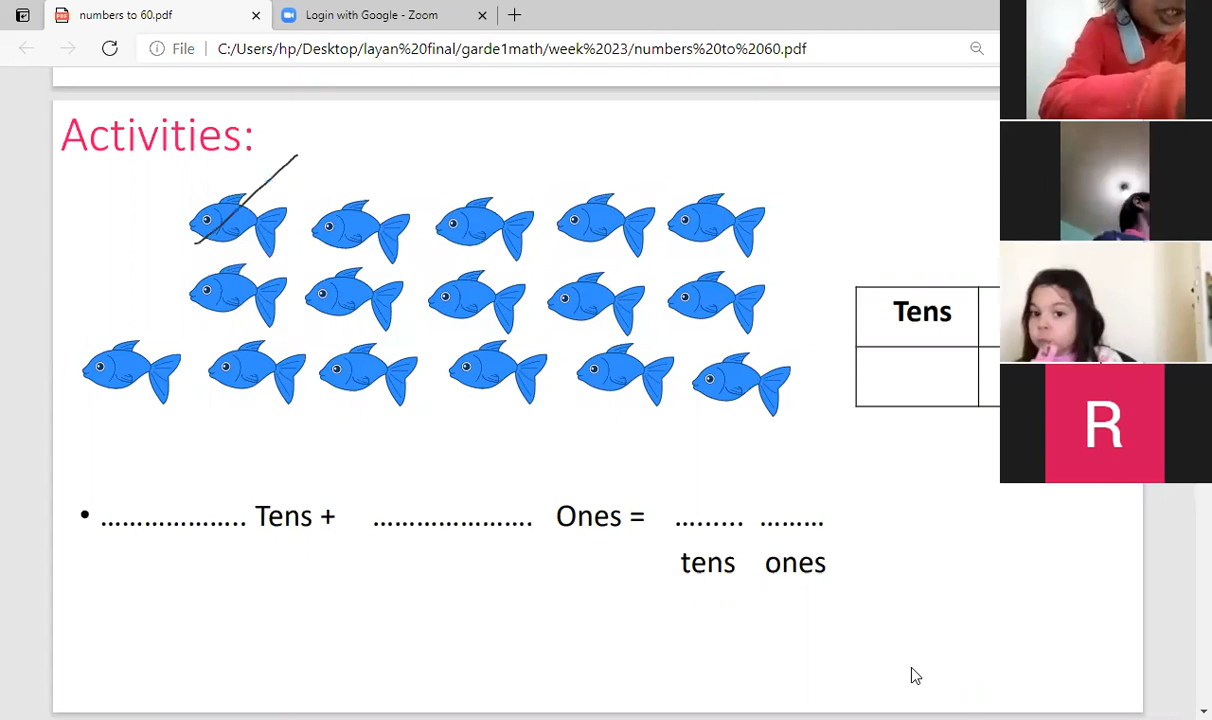 numbers to 60.pdf
Login with Google - Zoom
File C:/Users/hp/Desktop/layan%20final/garde1math/week%2023/numbers%20to%2060.pdf
Activities:
Tens
• ……………….. Tens + …………………. Ones = ….…... ………
tens ones
R